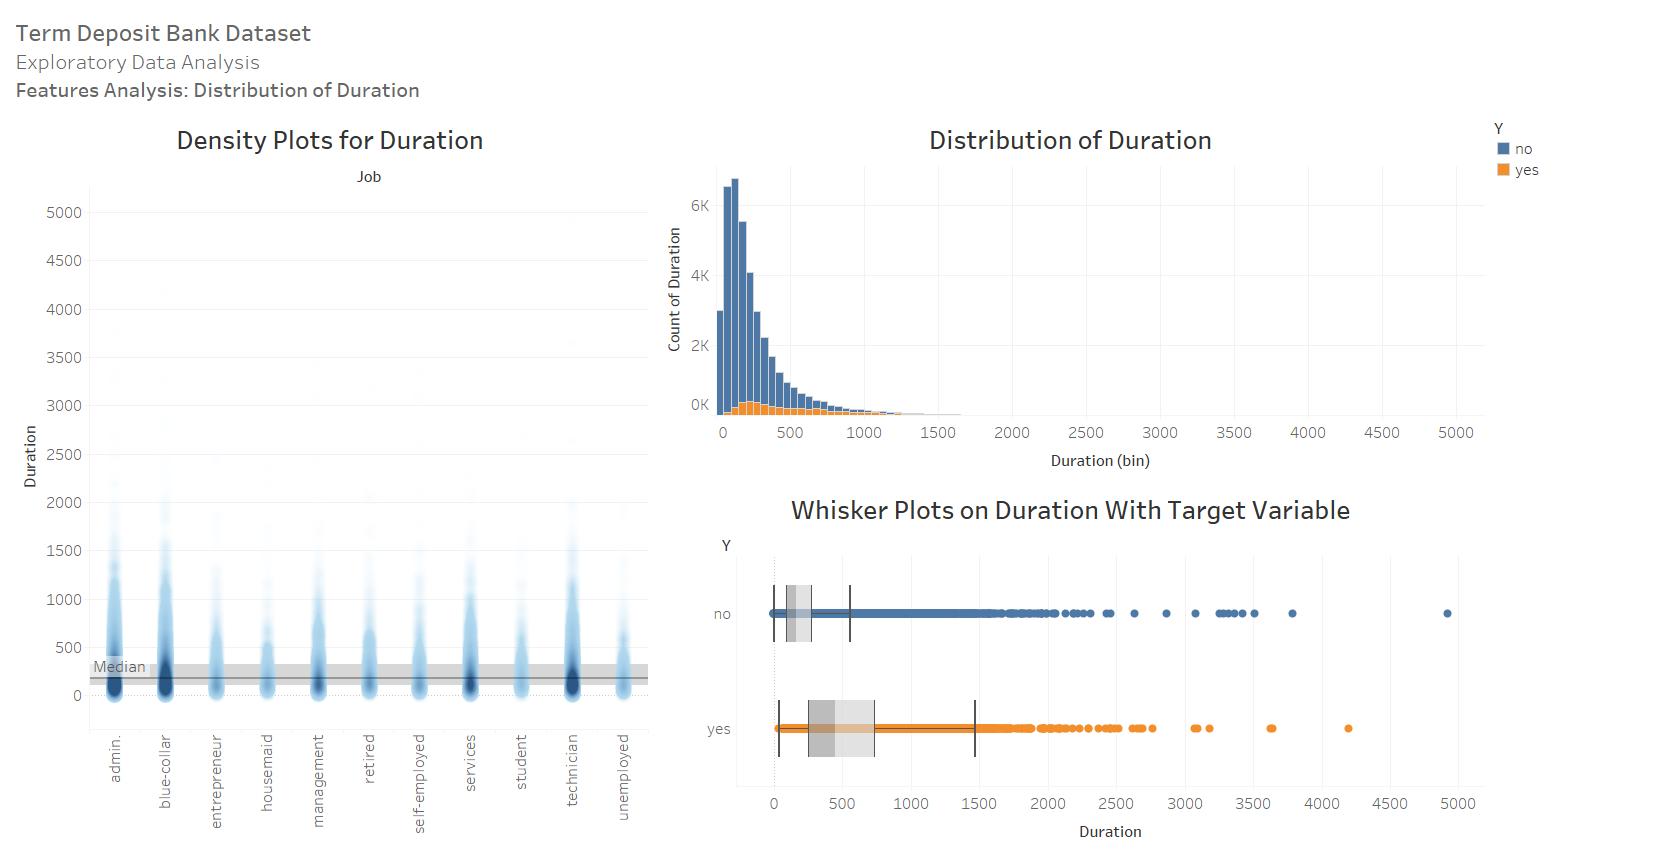 Term Deposit Bank Dataset
Exploratory Data Analysis
Features Analysis: Distribution of Duration
Density Plots for Duration
Job
5000
4500
4000
3500
3000
2500
2000
1500
1000
500
0
Duration
Median
admin.
blue-collar
entrepreneur
housemaid
management
retired
self-employed
services
student
technician
unemployed
Distribution of Duration
6K
4K
2K
0K
Count of Duration
0 500 1000 1500 2000 2500 3000 3500 4000 4500 5000
Duration (bin)
Y
no
yes
Whisker Plots on Duration With Target Variable
Y
no
yes
0 500 1000 1500 2000 2500 3000 3500 4000 4500 5000
Duration